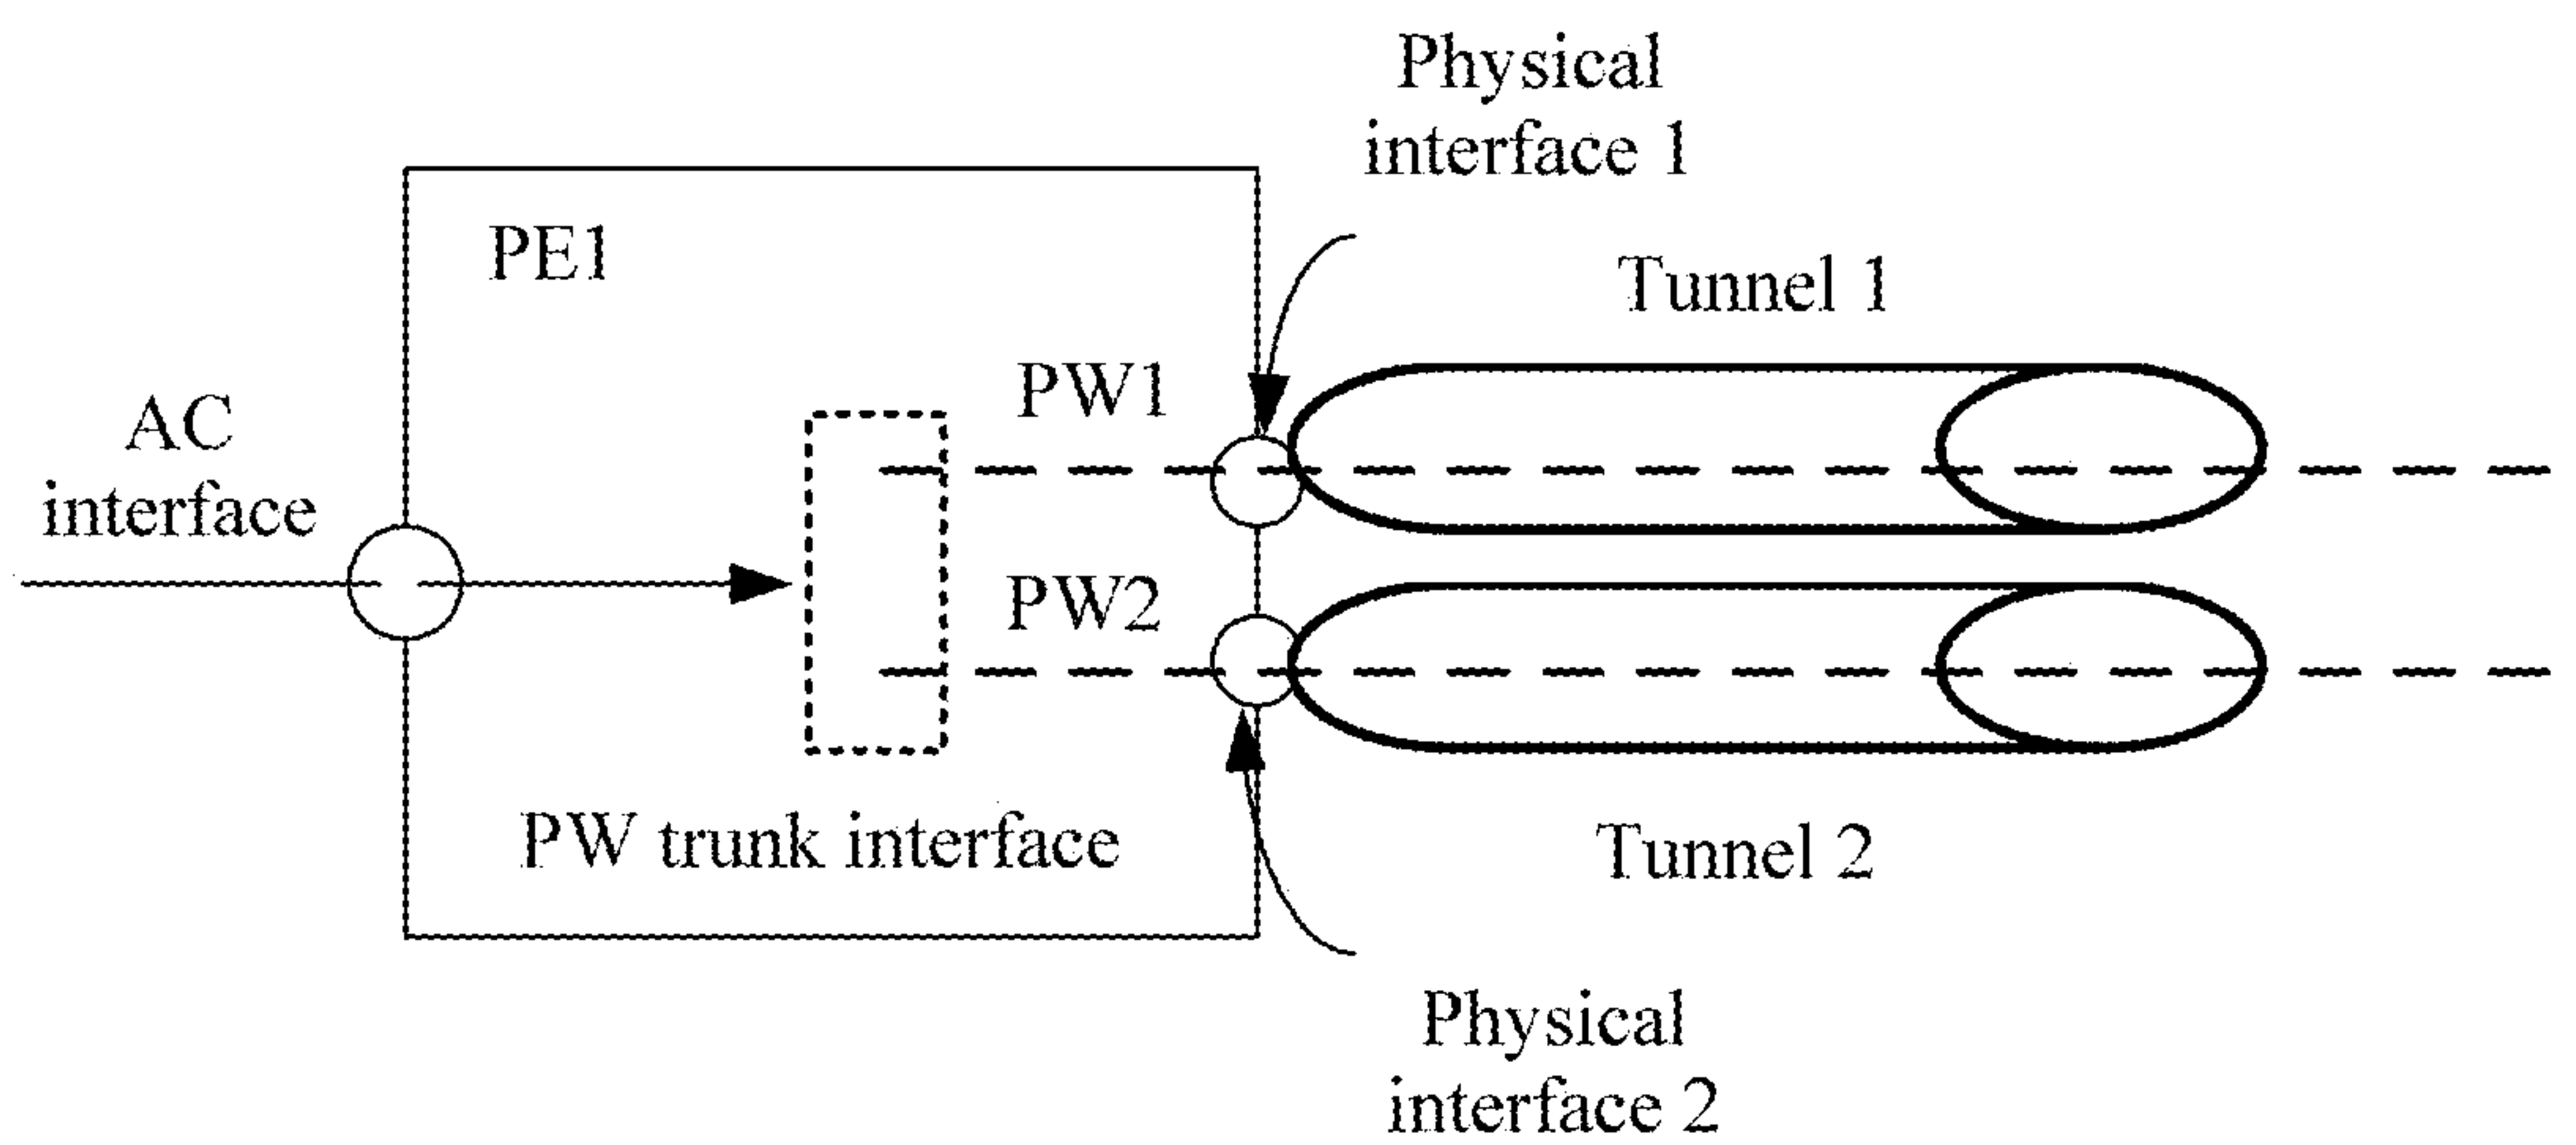 Physical
interface 1
PE1
Tunnel 1
PW1
AC
interface
PW2
PW trunk interface
Tunnel 2
Physical
interface 2